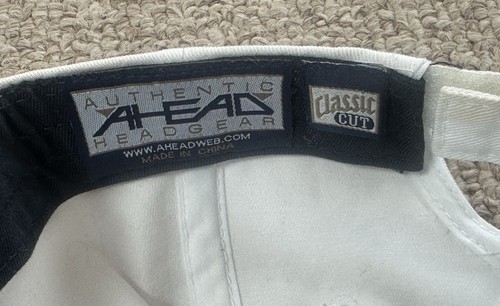 AUTHENTIC
AHEAD
HEADGEAR
WWW.AHEADWEB.COM
MADE IN CHINA
Classic
CUT